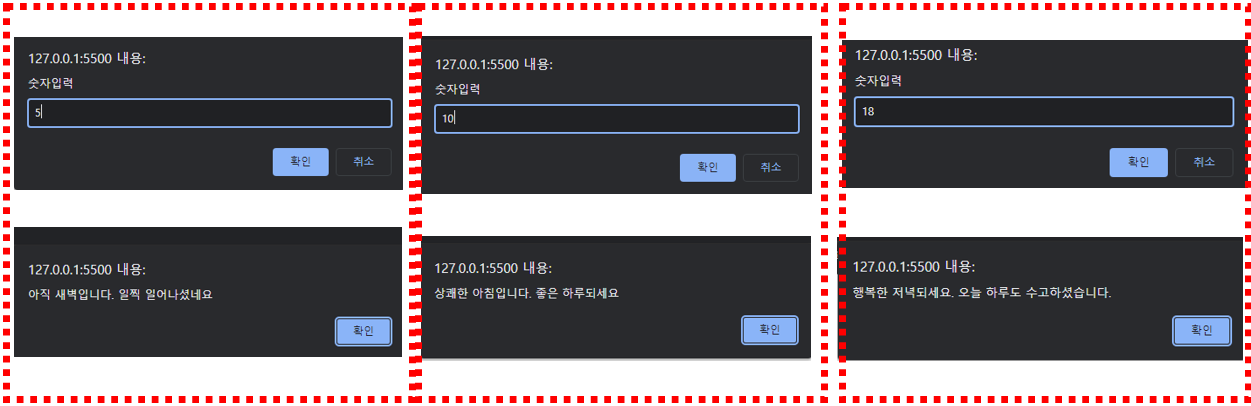 127.0.0.1:5500 내용:
숫자입력
5
확인 취소
127.0.0.1:5500 내용:
아직 새벽입니다. 일찍 일어나셨네요
확인
127.0.0.1:5500 내용:
숫자입력
10
확인 취소
127.0.0.1:5500 내용:
상쾌한 아침입니다. 좋은 하루되세요
확인
127.0.0.1:5500 내용:
숫자입력
18
확인 취소
127.0.0.1:5500 내용:
행복한 저녁되세요. 오늘 하루도 수고하셨습니다.
확인